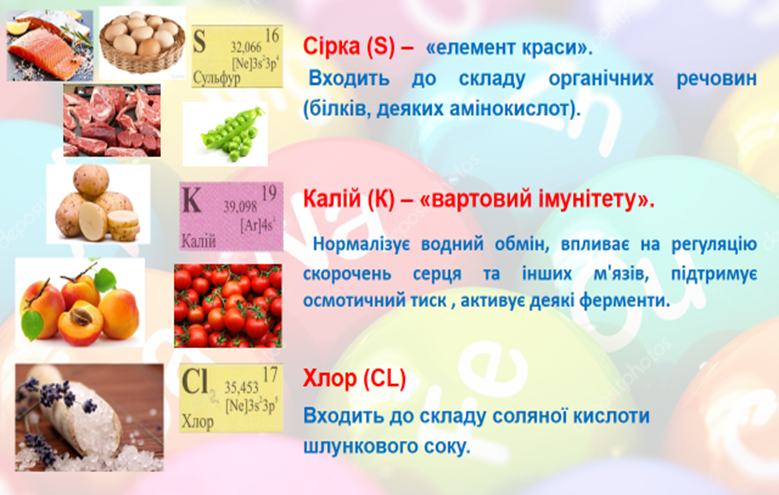 S 16
32,066
[Ne]3s²3p⁴
Сульфур
Сірка (S) – «елемент краси».
Входить до складу органічних речовин
(білків, деяких амінокислот).
K 19
39,098
[Ar]4s¹
Калій
Калій (К) – «вартовий імунітету».
Нормалізує водний обмін, впливає на регуляцію
скорочень серця та інших м'язів, підтримує
осмотичний тиск , активує деякі ферменти.
Cl 17
35,453
[Ne]3s²3p⁵
Хлор
Хлор (CL)
Входить до складу соляної кислоти
шлункового соку.
Zn
Fe
Cu